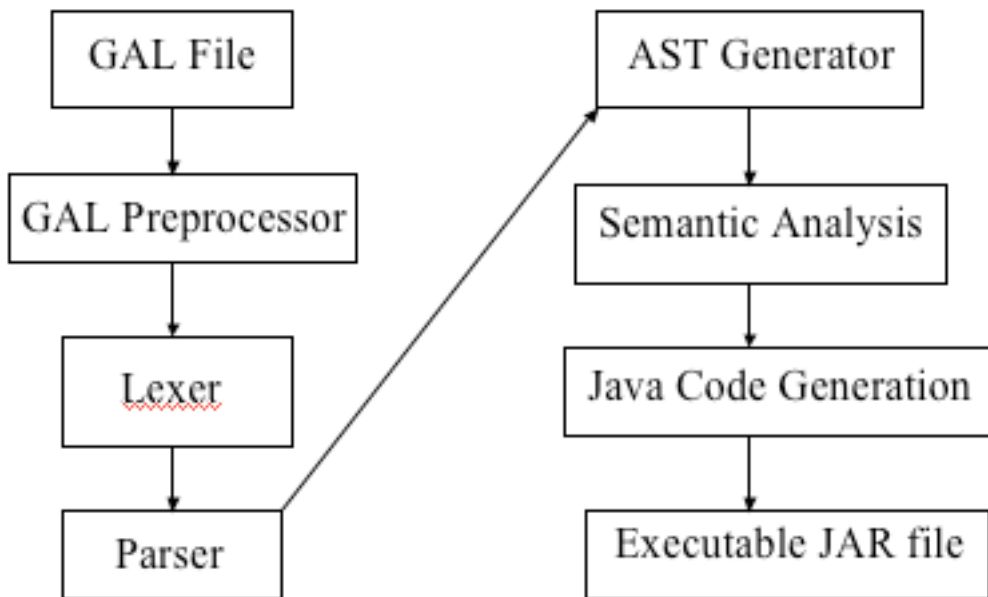 GAL File
GAL Preprocessor
Lexer
Parser
AST Generator
Semantic Analysis
Java Code Generation
Executable JAR file